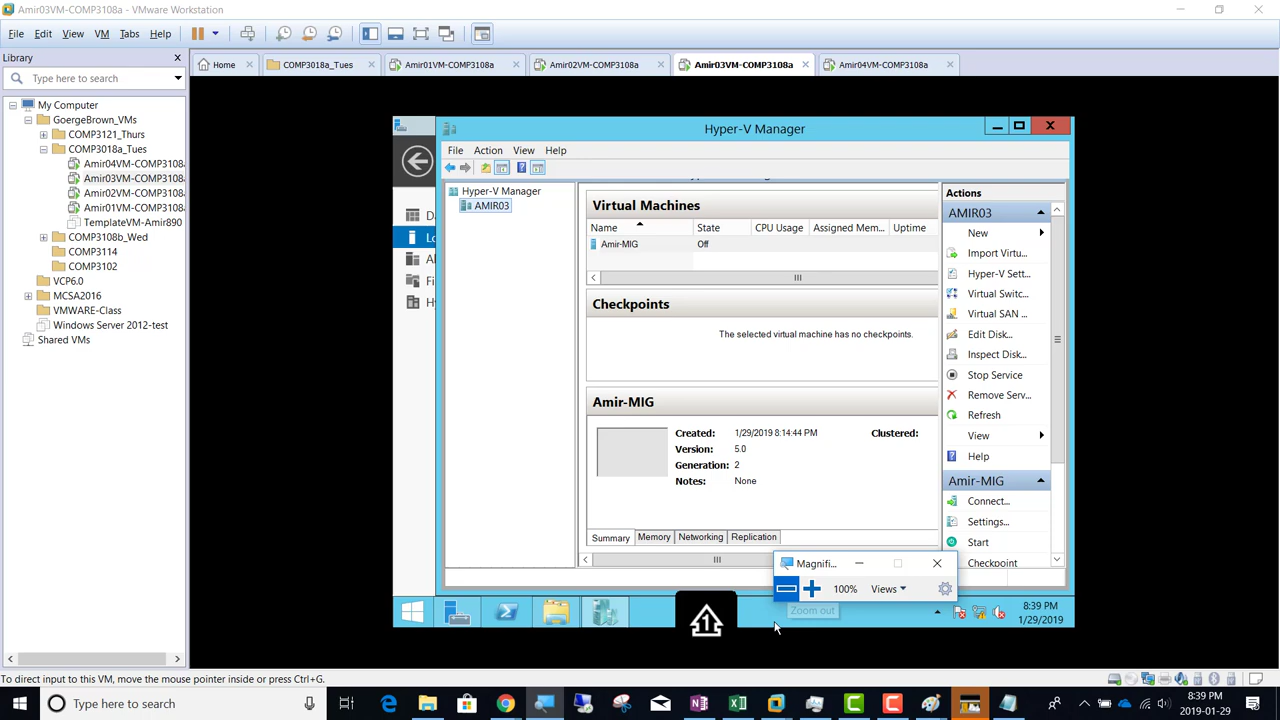 Amir03VM-COMP3108a - VMware Workstation
File Edit View VM Tabs Help
Library
Type here to search
Home
COMP3018a_Tues
Amir01VM-COMP3108a
Amir02VM-COMP3108a
Amir03VM-COMP3108a
Amir04VM-COMP3108a
My Computer
GoergeBrown_VMs
COMP3121_Thurs
COMP3018a_Tues
Amir04VM-COMP3108
Amir03VM-COMP3108
Amir02VM-COMP3108
Amir01VM-COMP3108
TemplateVM-Amir890
COMP3108b_Wed
COMP3114
COMP3102
VCP6.0
MCSA2016
VMWARE-Class
Windows Server 2012-test
Shared VMs
Hyper-V Manager
File Action View Help
Hyper-V Manager
AMIR03
D
Lo
Al
Fi
Hy
Virtual Machines
Name State CPU Usage Assigned Mem... Uptime
Amir-MIG Off
Checkpoints
The selected virtual machine has no checkpoints.
Amir-MIG
Created: 1/29/2019 8:14:44 PM Clustered:
Version: 5.0
Generation: 2
Notes: None
Summary Memory Networking Replication
Actions
AMIR03
New
Import Virtu...
Hyper-V Sett...
Virtual Switc...
Virtual SAN ...
Edit Disk...
Inspect Disk...
Stop Service
Remove Serv...
Refresh
View
Help
Amir-MIG
Connect...
Settings...
Start
Checkpoint
Magnifi...
100% Views
Zoom out
1
8:39 PM
1/29/2019
To direct input to this VM, move the mouse pointer inside or press Ctrl+G.
Type here to search
8:39 PM
2019-01-29